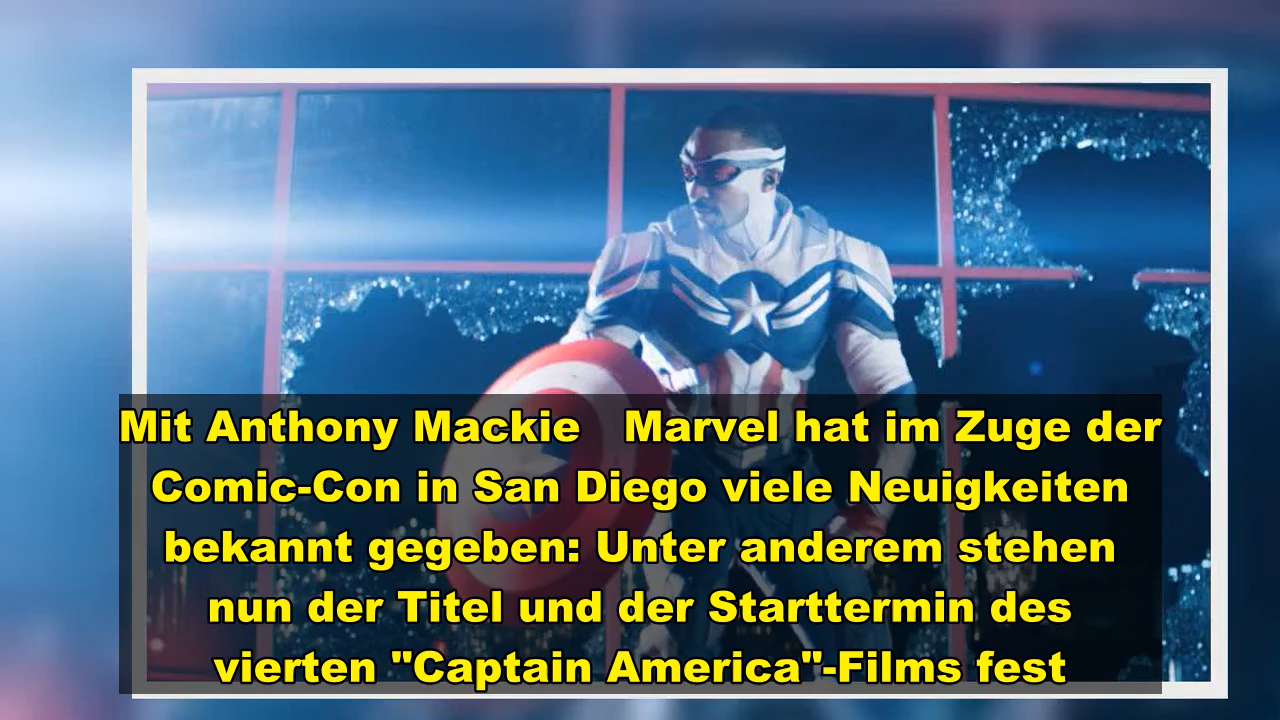 Mit Anthony Mackie   Marvel hat im Zuge der
Comic-Con in San Diego viele Neuigkeiten
bekannt gegeben: Unter anderem stehen
nun der Titel und der Starttermin des
vierten "Captain America"-Films fest